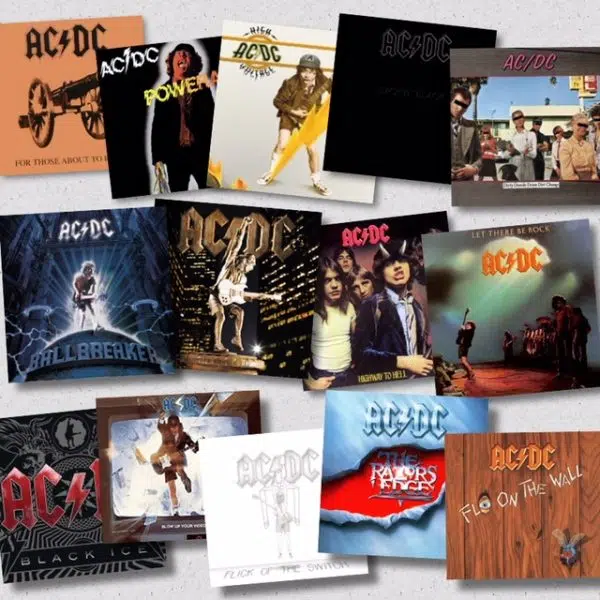 AC⚡DC
FOR THOSE ABOUT TO
AC⚡DC
POWER
HIGH
AC⚡DC
VOLTAGE
AC⚡DC
AC/DC
Dirty Deeds Done Dirt Cheap
AC⚡DC
BALLBREAKER
AC⚡DC
AC⚡DC
HIGHWAY TO HELL
LET THERE BE ROCK
AC⚡DC
AC⚡
BLACK ICE
AC⚡DC
BLOW UP YOUR VIDEO
AC⚡DC
FLICK OF THE SWITCH
AC⚡DC
THE
RAZORS
EDGE
AC⚡DC
FLY ON THE WALL